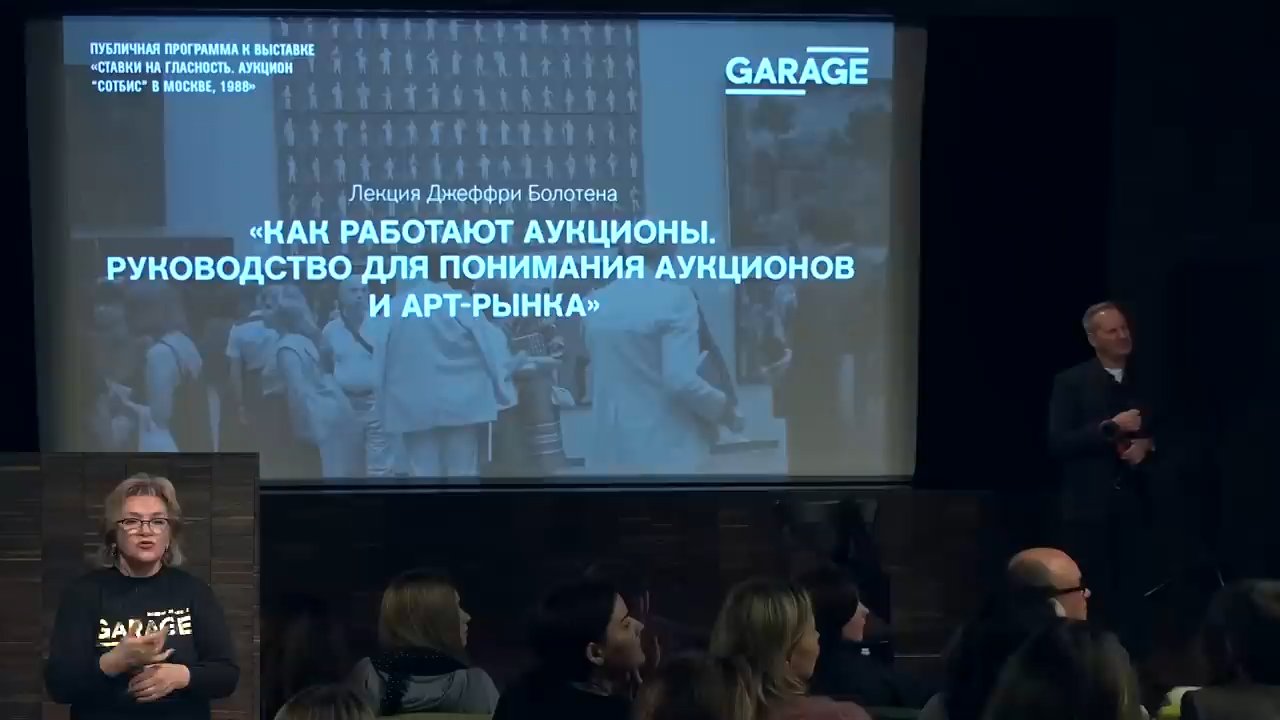 ПУБЛИЧНАЯ ПРОГРАММА К ВЫСТАВКЕ
«СТАВКИ НА ГЛАСНОСТЬ. АУКЦИОН
"СОТБИС" В МОСКВЕ, 1988»
GARAGE
Лекция Джеффри Болотена
«КАК РАБОТАЮТ АУКЦИОНЫ.
РУКОВОДСТВО ДЛЯ ПОНИМАНИЯ АУКЦИОНОВ
И АРТ-РЫНКА»
GARAGE